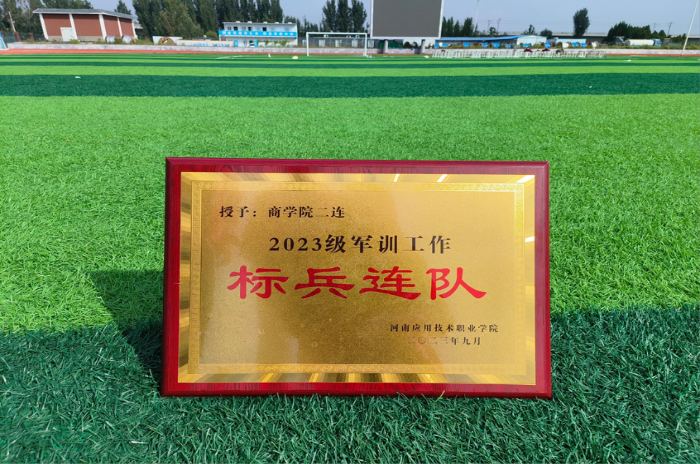 授予：商学院二连
2023级军训工作
标兵连队
河南应用技术职业学院
二〇二三年九月